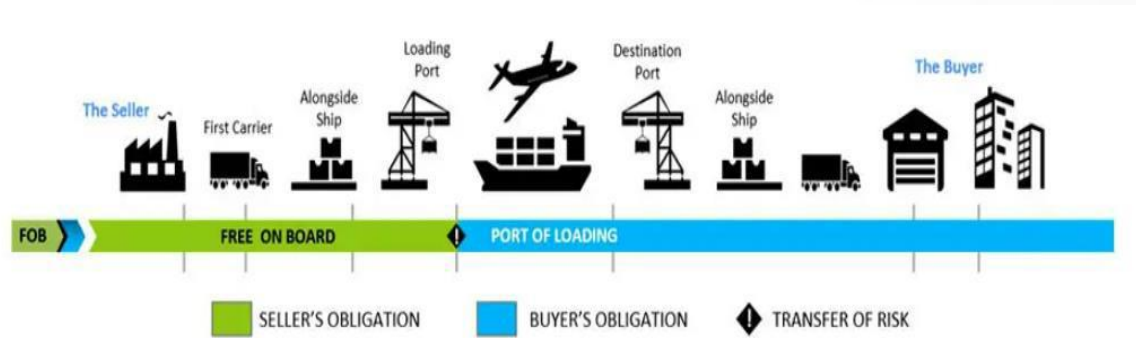 Loading
Port
Destination
Port
The Buyer
The Seller
Alongside
Ship
Alongside
Ship
First Carrier
FOB
FREE ON BOARD
!
PORT OF LOADING
SELLER'S OBLIGATION
BUYER'S OBLIGATION
!
TRANSFER OF RISK